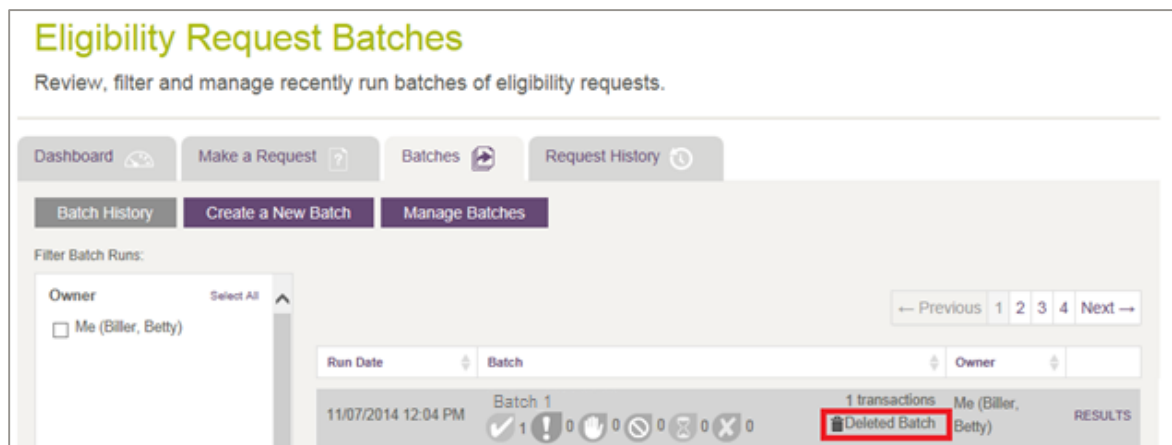 Eligibility Request Batches
Review, filter and manage recently run batches of eligibility requests.
Dashboard Make a Request ? Batches Request History
Batch History Create a New Batch Manage Batches
Filter Batch Runs:
Owner Select All
Me (Biller, Betty)
← Previous 1 2 3 4 Next →
Run Date Batch Owner
11/07/2014 12:04 PM Batch 1 1 transactions Me (Biller, Betty) RESULTS
1 0 0 0 0 0 Deleted Batch